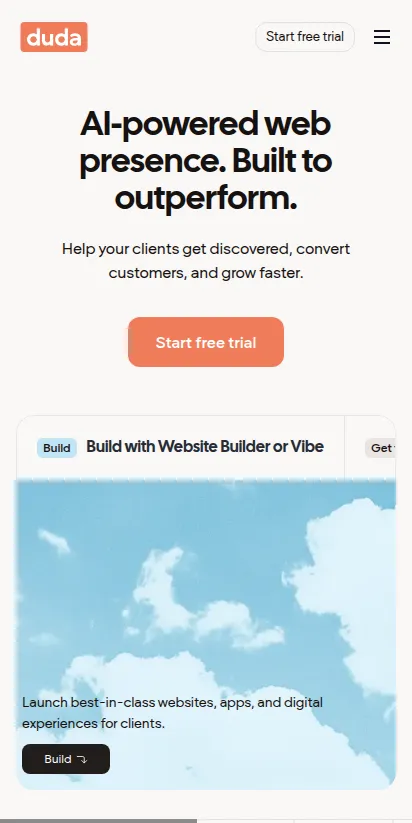 duda
Start free trial
AI-powered web
presence. Built to
outperform.
Help your clients get discovered, convert
customers, and grow faster.
Start free trial
Build
Build with Website Builder or Vibe
Get
Launch best-in-class websites, apps, and digital
experiences for clients.
Build